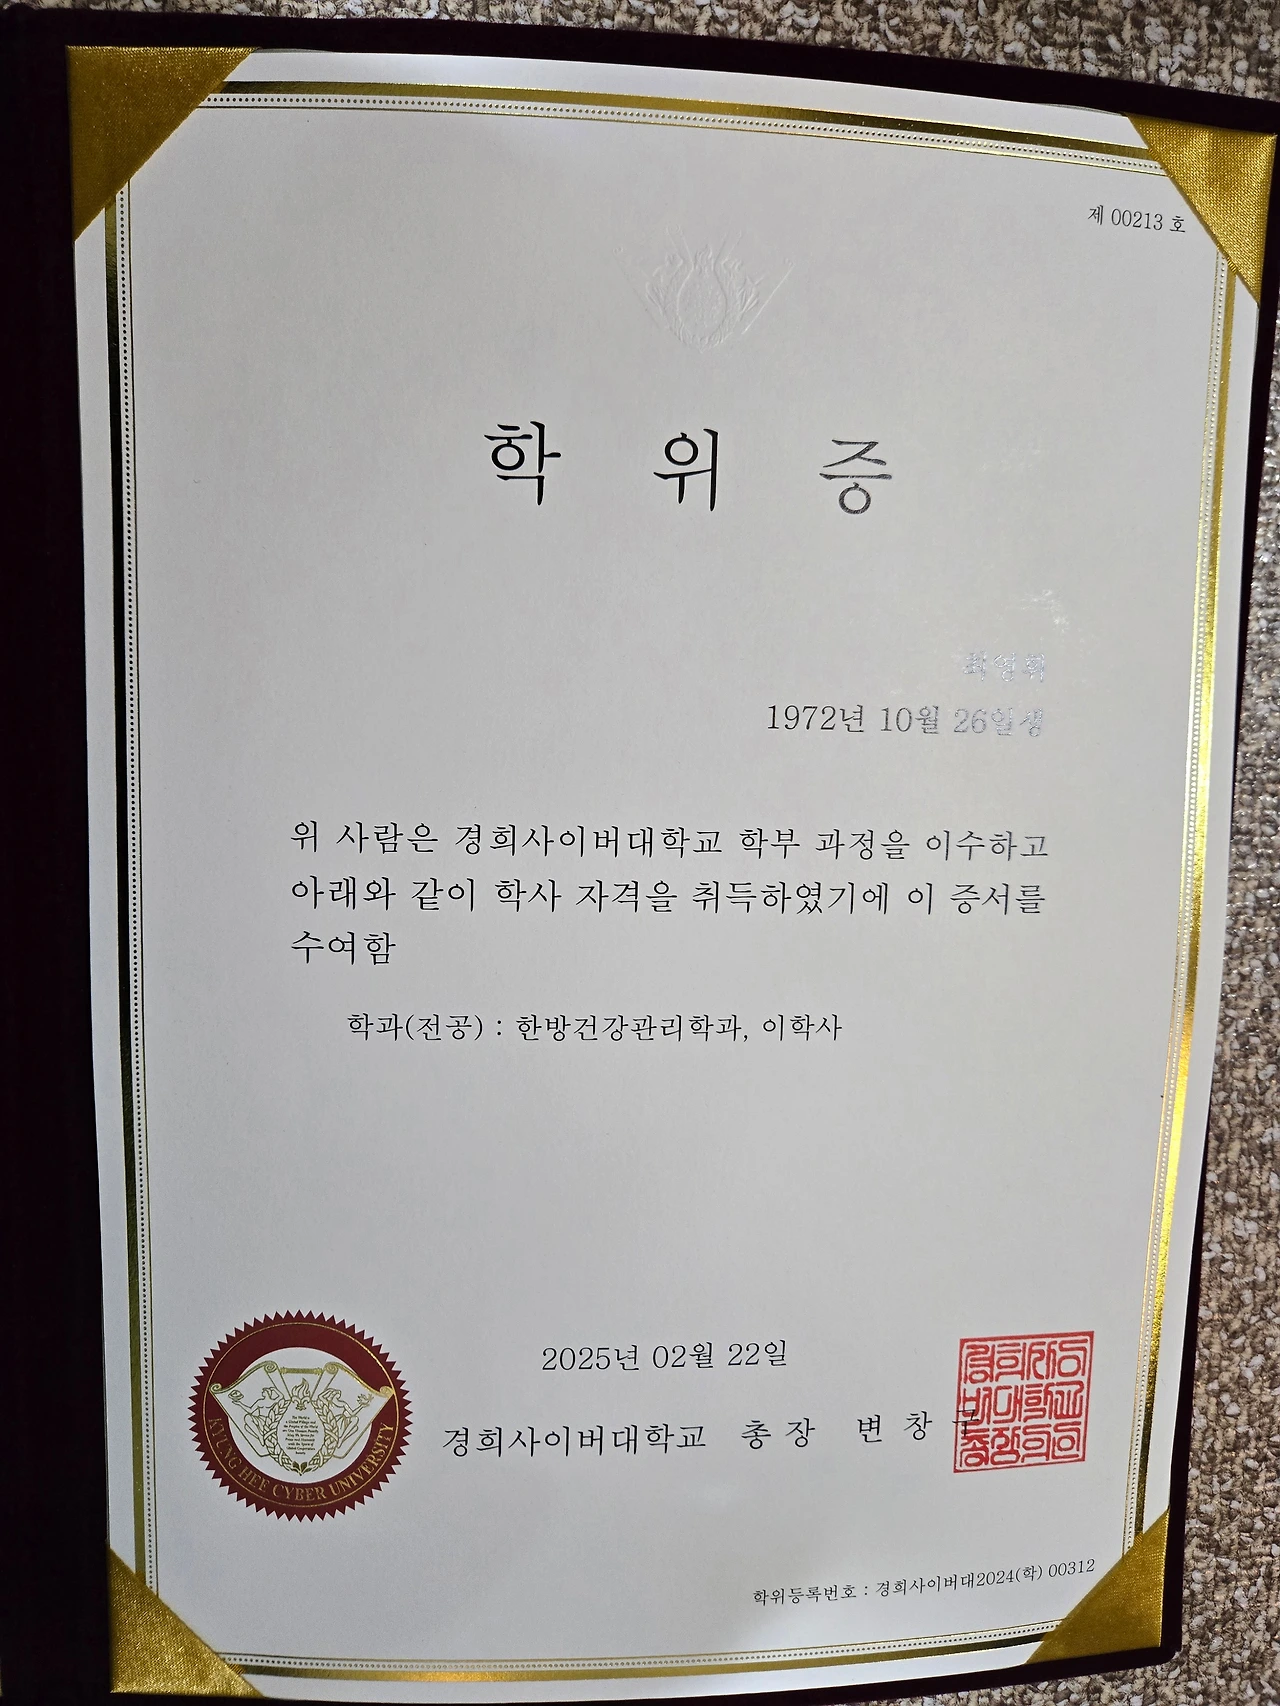 제 00213 호
학 위 증
최영휘
1972년 10월 26일생
위 사람은 경희사이버대학교 학부 과정을 이수하고
아래와 같이 학사 자격을 취득하였기에 이 증서를
수여함
학과(전공) : 한방건강관리학과, 이학사
2025년 02월 22일
경희사이버대학교 총 장 변 창 구
KYUNG HEE CYBER UNIVERSITY
학위등록번호 : 경희사이버대2024(학) 00312